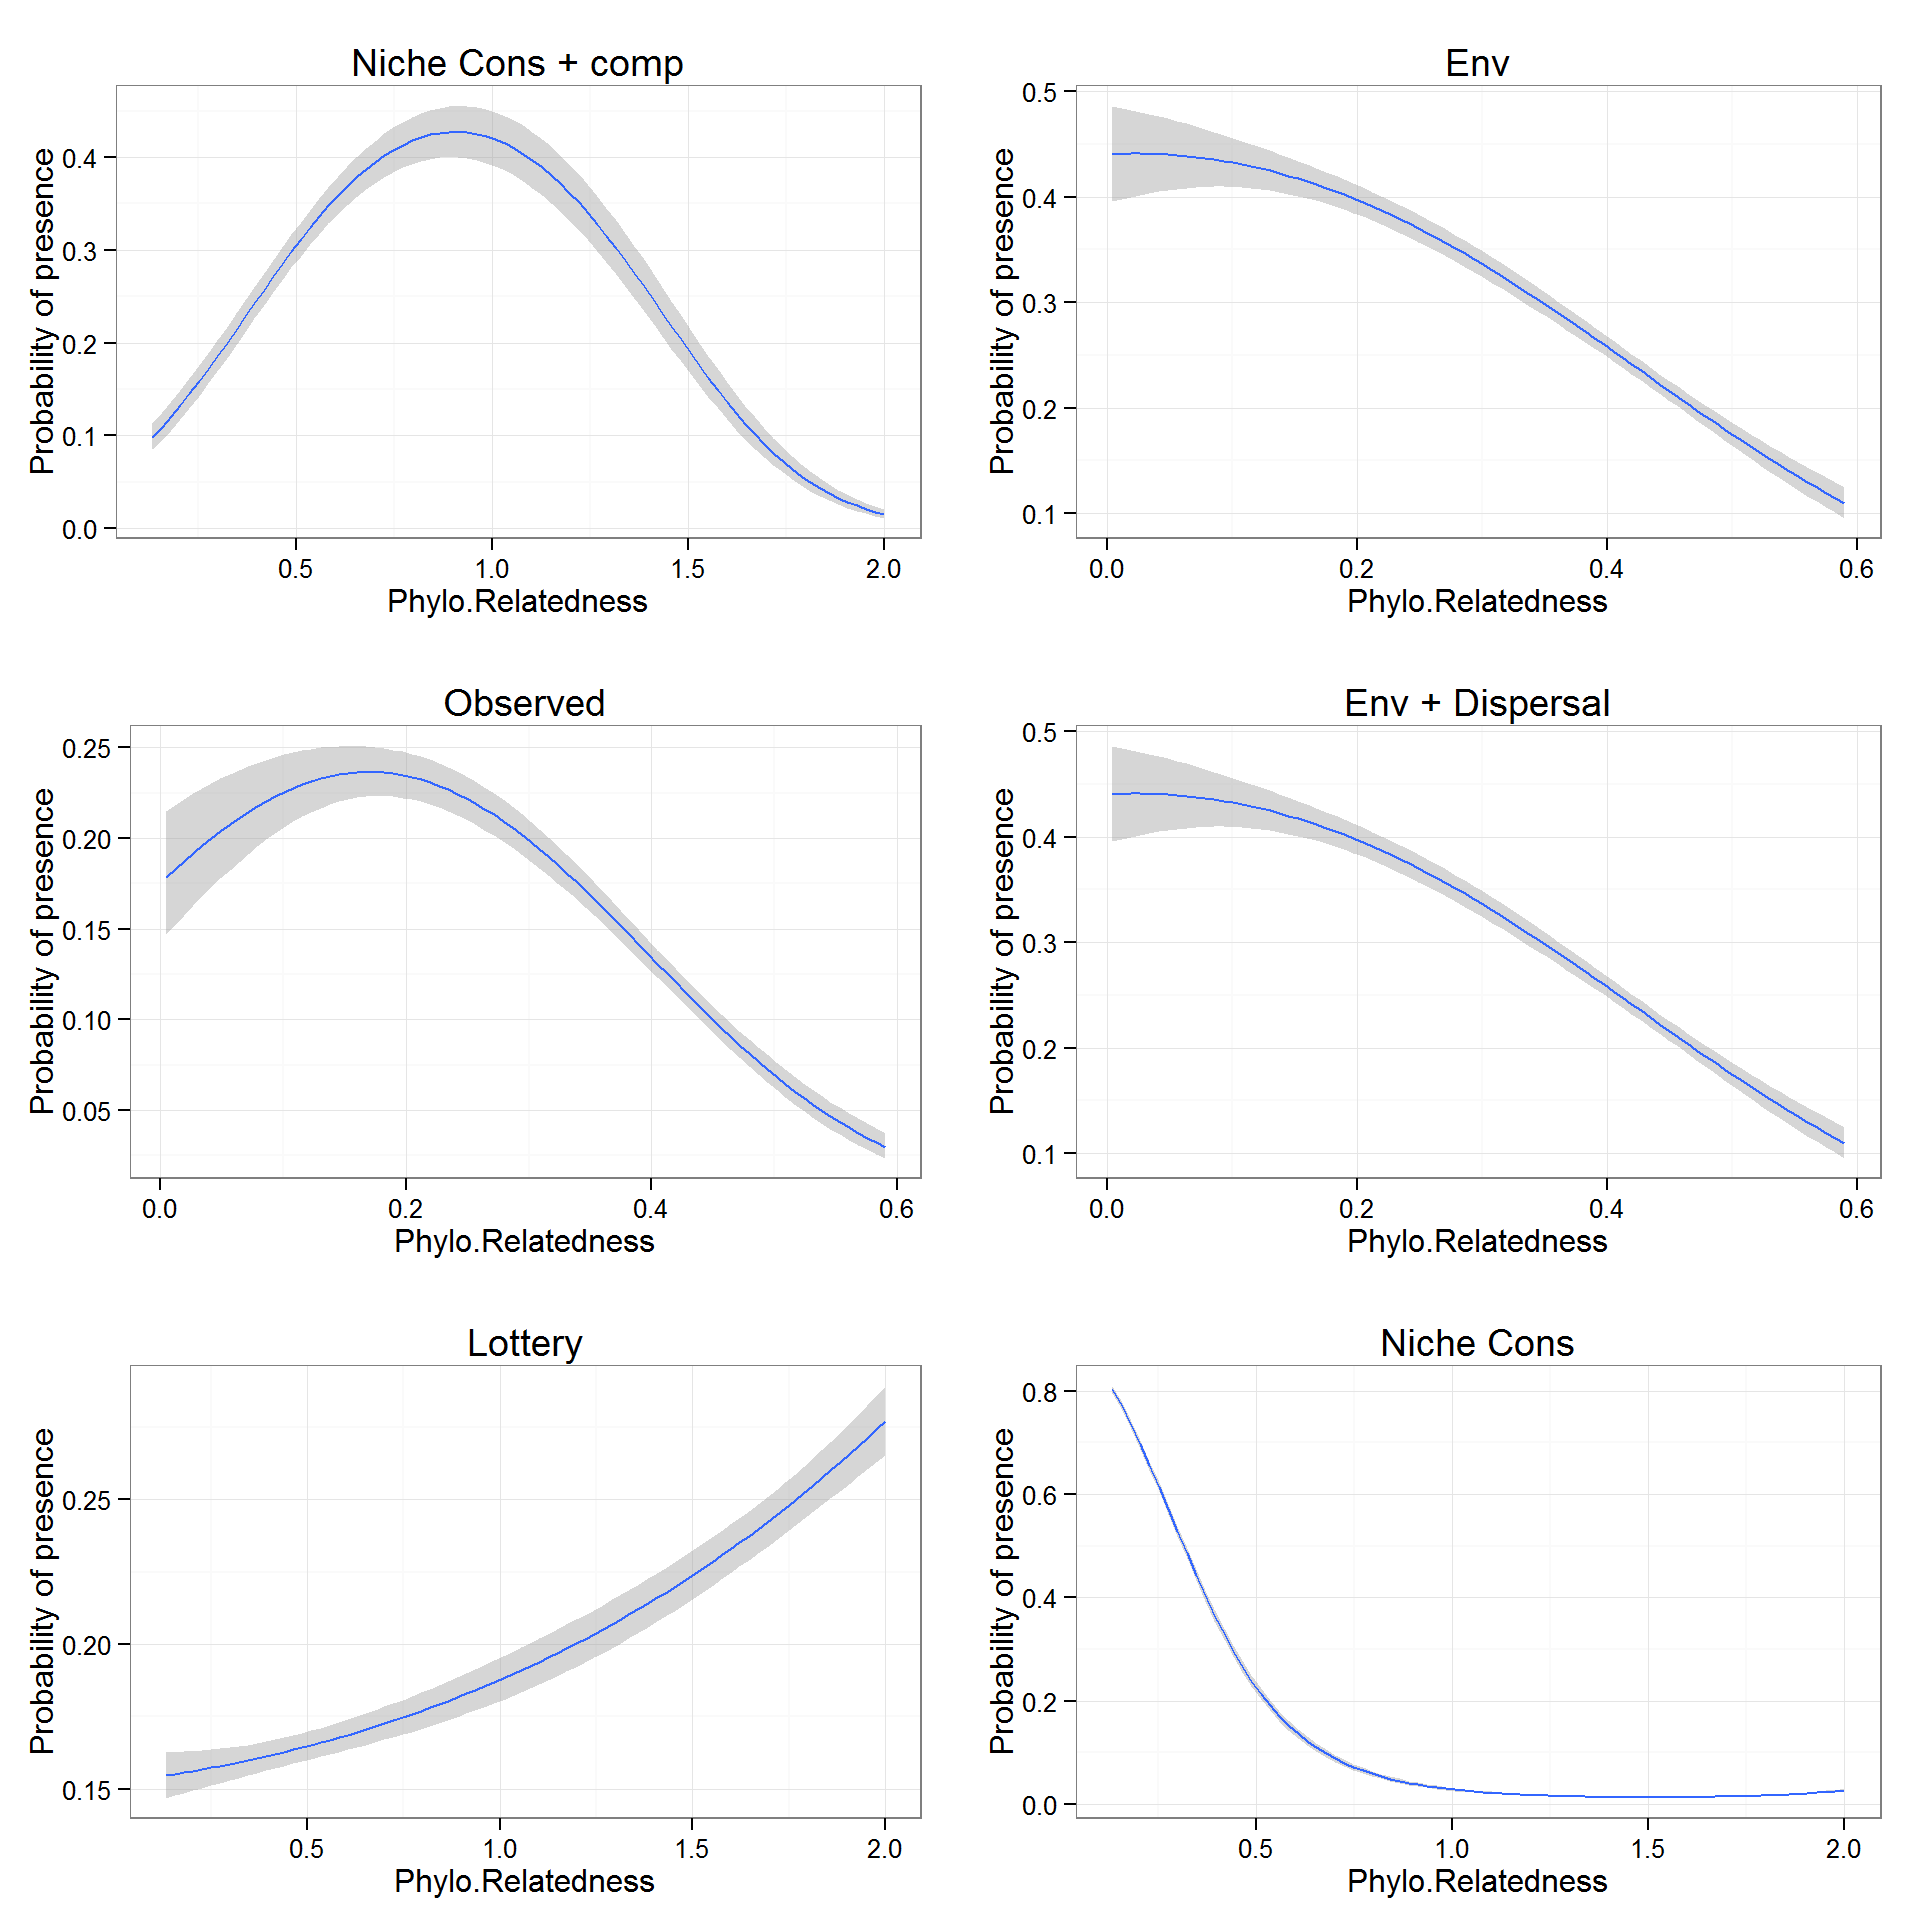 Niche Cons + comp
Probability of presence
0.4
0.3
0.2
0.1
0.0
0.5 1.0 1.5 2.0
Phylo.Relatedness
Env
Probability of presence
0.5
0.4
0.3
0.2
0.1
0.0 0.2 0.4 0.6
Phylo.Relatedness
Observed
Probability of presence
0.25
0.20
0.15
0.10
0.05
0.0 0.2 0.4 0.6
Phylo.Relatedness
Env + Dispersal
Probability of presence
0.5
0.4
0.3
0.2
0.1
0.0 0.2 0.4 0.6
Phylo.Relatedness
Lottery
Probability of presence
0.25
0.20
0.15
0.5 1.0 1.5 2.0
Phylo.Relatedness
Niche Cons
Probability of presence
0.8
0.6
0.4
0.2
0.0
0.5 1.0 1.5 2.0
Phylo.Relatedness